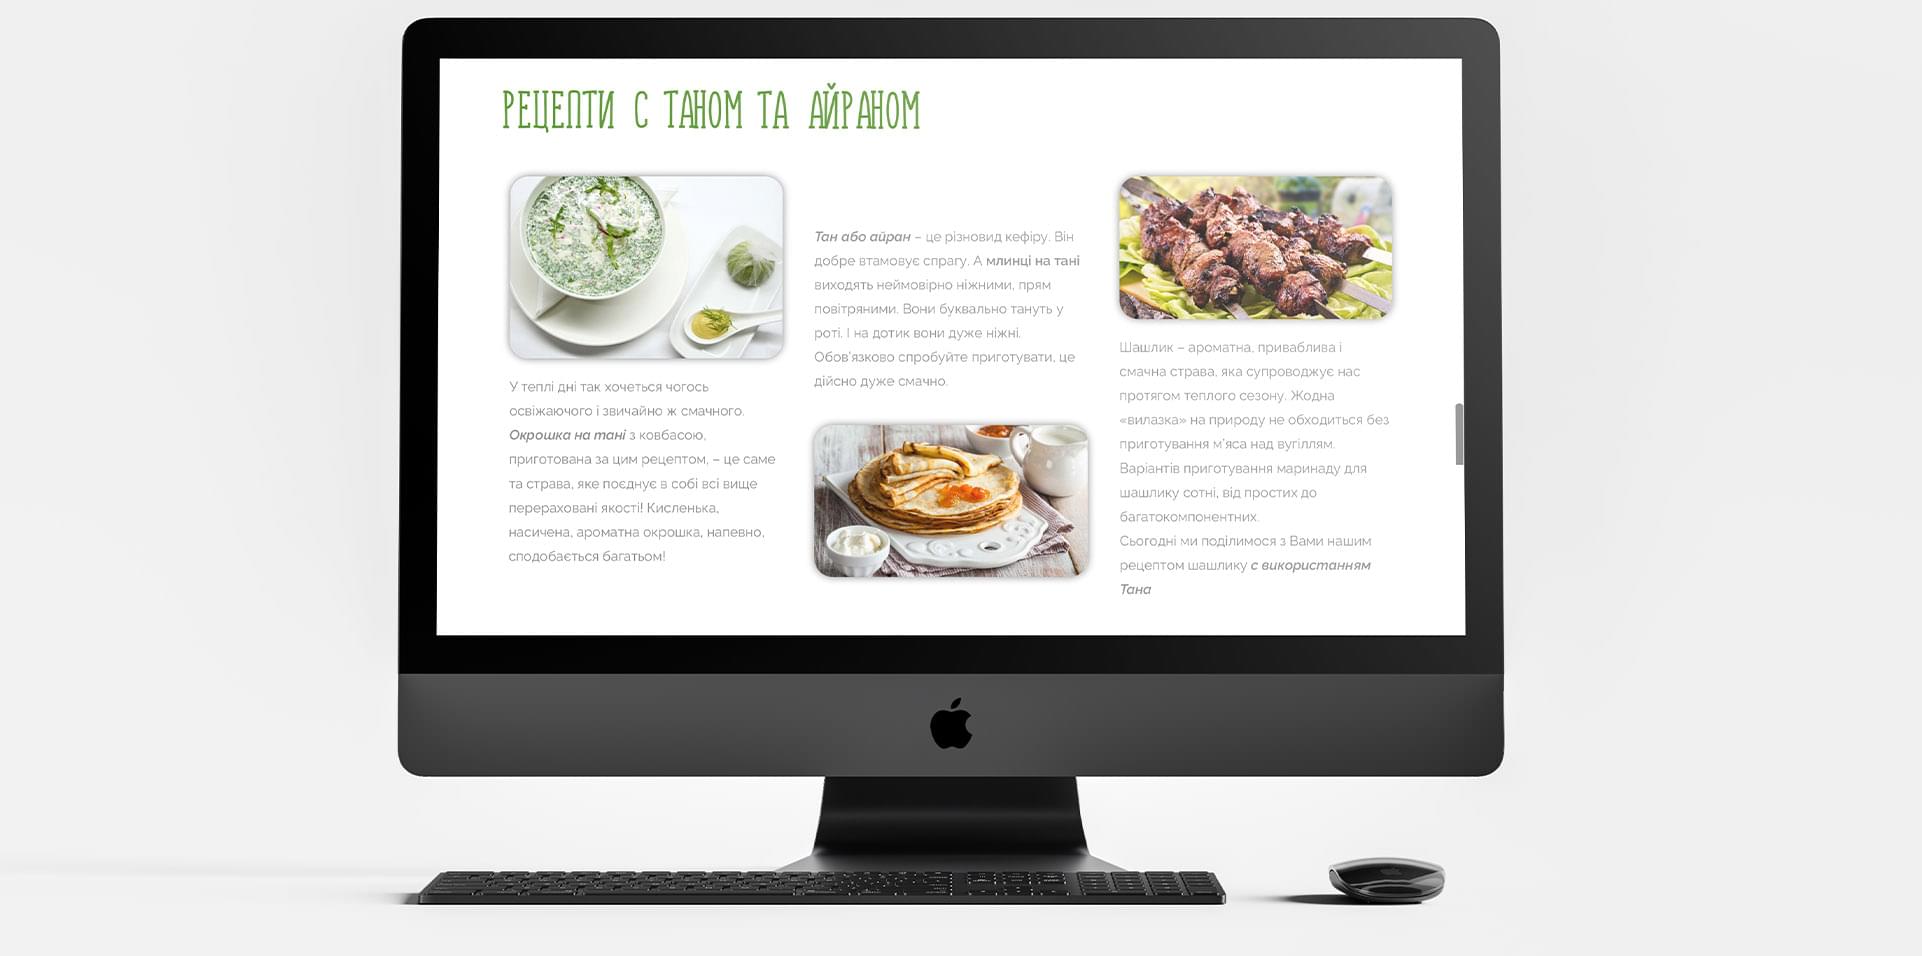 РЕЦЕПТИ С ТАНОМ ТА АЙРАНОМ
У теплі дні так хочеться чогось
освіжаючого і звичайно ж смачного.
Окрошка на тані з ковбасою,
приготована за цим рецептом, – це саме
та страва, яке поєднує в собі всі вище
перераховані якості! Кисленька,
насичена, ароматна окрошка, напевно,
сподобається багатьом!
Тан або айран – це різновид кефіру. Він
добре втамовує спрагу. А млинці на тані
виходять неймовірно ніжними, прям
повітряними. Вони буквально тануть у
роті. І на дотик вони дуже ніжні.
Обов'язково спробуйте приготувати, це
дійсно дуже смачно.
Шашлик – ароматна, приваблива і
смачна страва, яка супроводжує нас
протягом теплого сезону. Жодна
«вилазка» на природу не обходиться без
приготування м'яса над вугіллям.
Варіантів приготування маринаду для
шашлику сотні, від простих до
багатокомпонентних.
Сьогодні ми поділимося з Вами нашим
рецептом шашлику с використанням
Тана